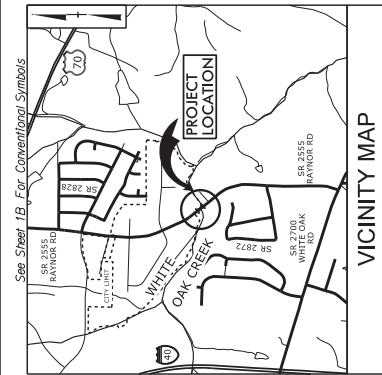 See Sheet 1B For Conventional Symbols
70
PROJECT
LOCATION
SR 2828
SR 2555
RAYNOR RD
CITY LIMIT
WHITE
OAK CREEK
SR 2555
RAYNOR RD
SR 2872
SR 2700
WHITE OAK
RD
40
VICINITY MAP